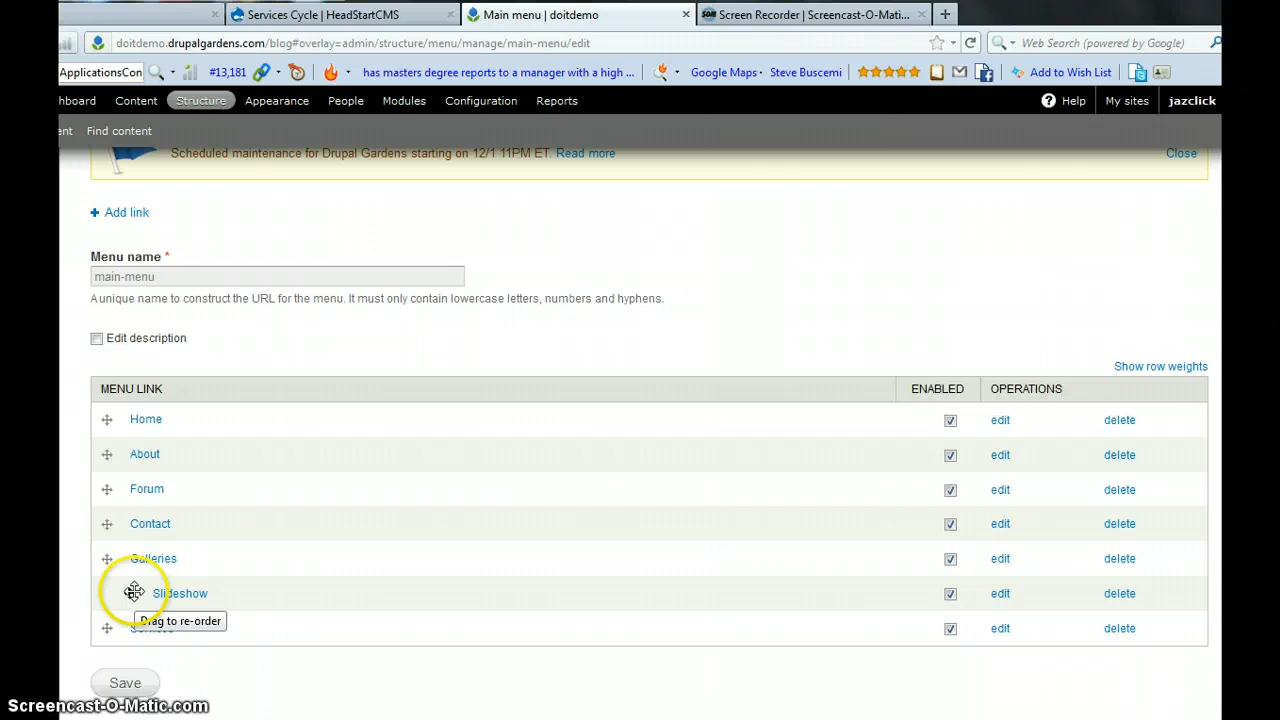 Services Cycle | HeadStartCMS
Main menu | doitdemo
Screen Recorder | Screencast-O-Mati...
doitdemo.drupalgardens.com/blog#overlay=admin/structure/menu/manage/main-menu/edit
Web Search (powered by Google)
ApplicationsCon
#13,181
has masters degree reports to a manager with a high ...
Google Maps
Steve Buscemi
Add to Wish List
hboard
Content
Structure
Appearance
People
Modules
Configuration
Reports
Help
My sites
jazclick
ent
Find content
Scheduled maintenance for Drupal Gardens starting on 12/1 11PM ET. Read more
Close
Add link
Menu name *
main-menu
A unique name to construct the URL for the menu. It must only contain lowercase letters, numbers and hyphens.
Edit description
Show row weights
MENU LINK ENABLED OPERATIONS
Home edit delete
About edit delete
Forum edit delete
Contact edit delete
Galleries edit delete
Slideshow edit delete
Drag to re-order
edit delete
Save
Screencast-O-Matic.com